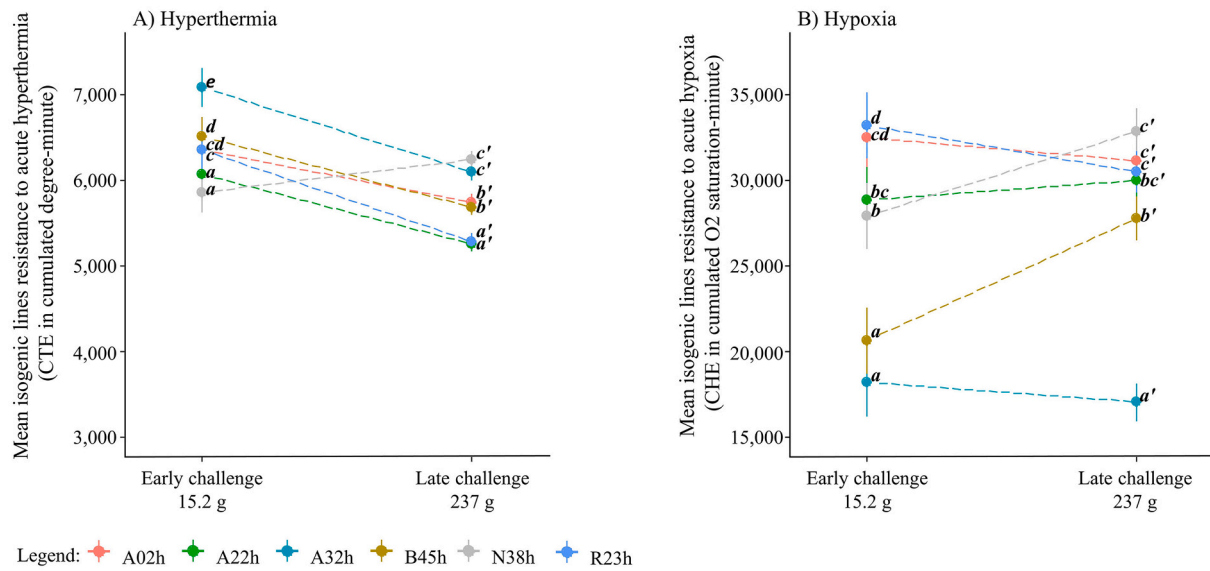 A) Hyperthermia
Mean isogenic lines resistance to acute hyperthermia
(CTE in cumulated degree-minute)
7,000
6,000
5,000
4,000
3,000
e
d
cd
c
a
a
c'
c'
b'
b'
a'
a'
Early challenge
15.2 g
Late challenge
237 g
B) Hypoxia
Mean isogenic lines resistance to acute hypoxia
(CHE in cumulated O2 saturation-minute)
35,000
30,000
25,000
20,000
15,000
d
cd
bc
b
a
a
c'
c'
c'
bc'
b'
a'
Early challenge
15.2 g
Late challenge
237 g
Legend: A02h A22h A32h B45h N38h R23h